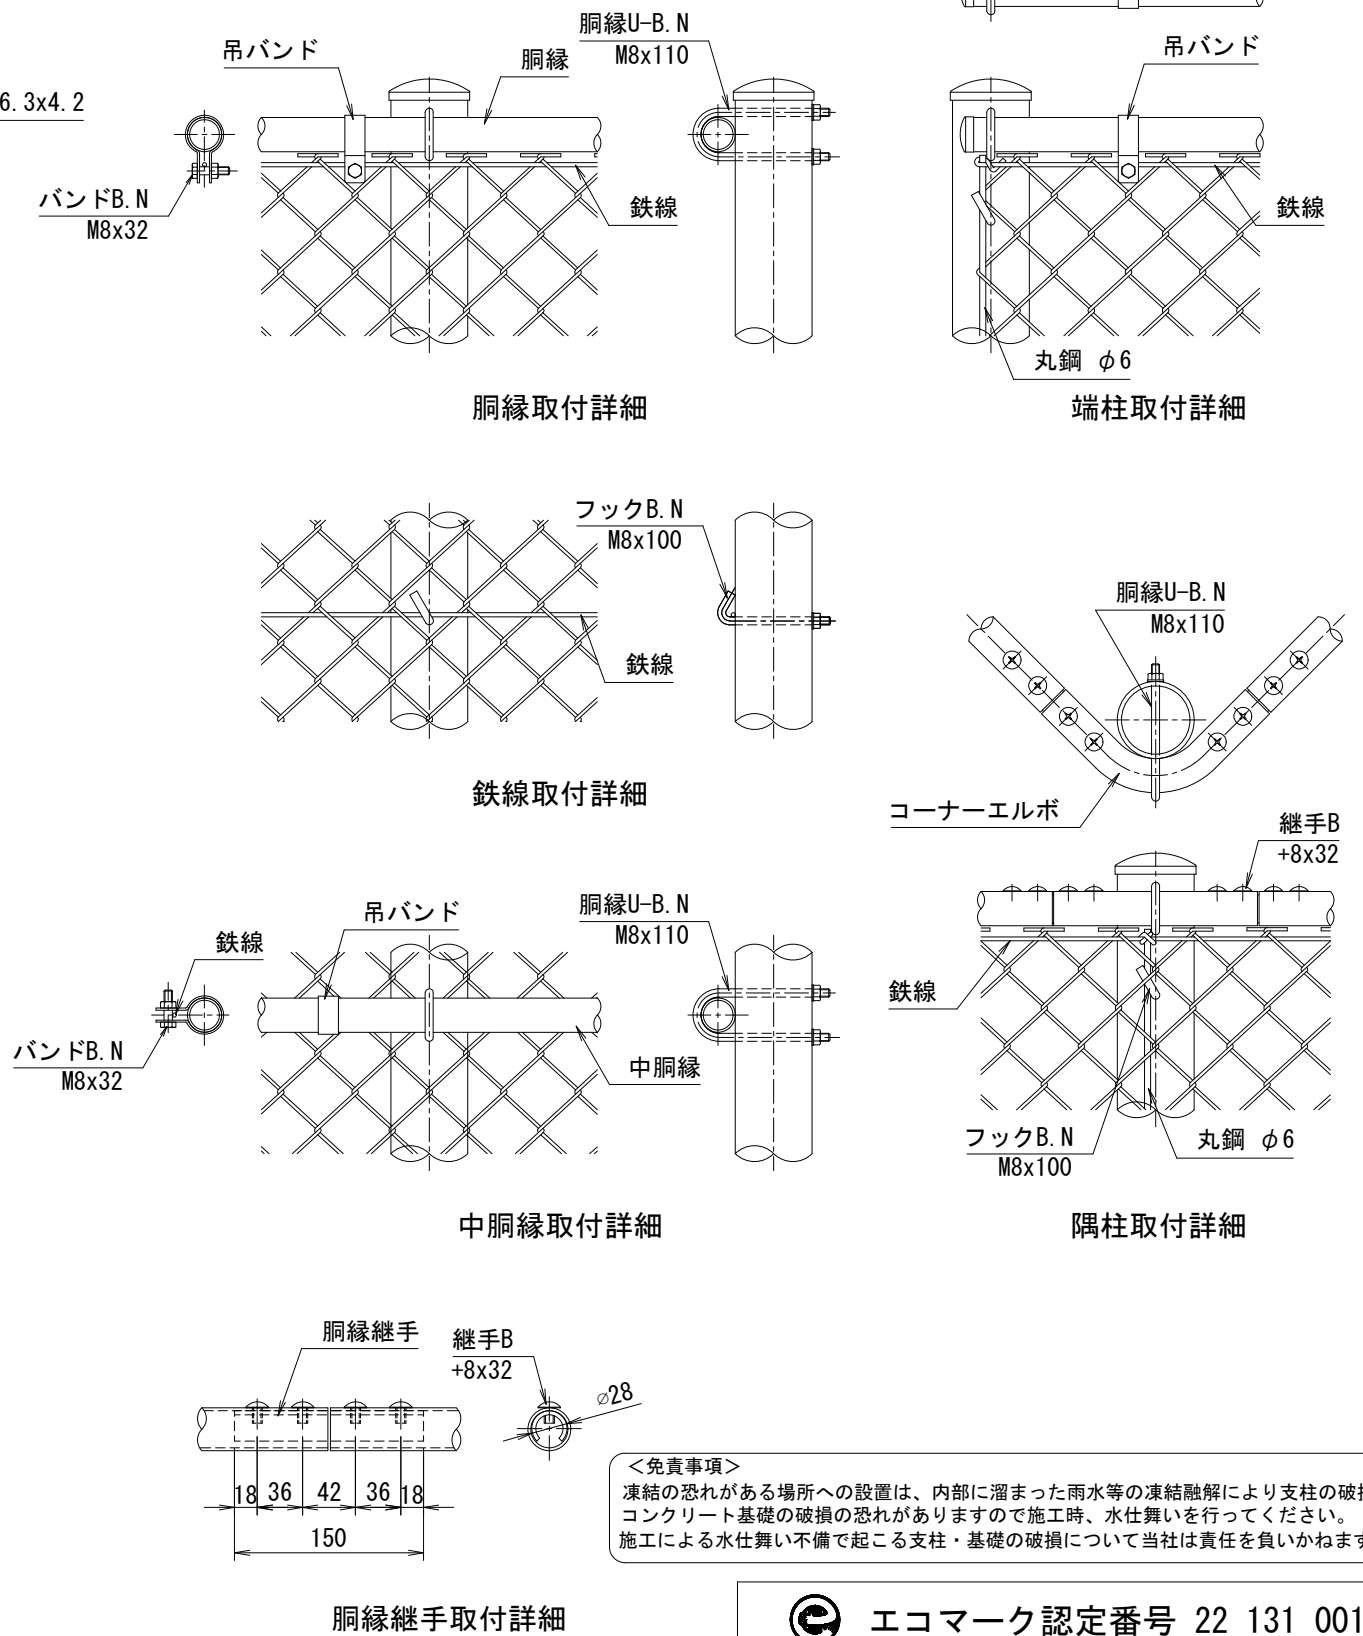 6.3x4.2
吊バンド
胴縁
胴縁U-B.N
M8x110
バンドB.N
M8x32
鉄線
胴縁取付詳細
吊バンド
鉄線
丸鋼 φ6
端柱取付詳細
フックB.N
M8x100
鉄線
鉄線取付詳細
胴縁U-B.N
M8x110
コーナーエルボ
継手B
+8x32
鉄線
フックB.N
M8x100
丸鋼 φ6
隅柱取付詳細
鉄線
吊バンド
胴縁U-B.N
M8x110
バンドB.N
M8x32
中胴縁
中胴縁取付詳細
胴縁継手
継手B
+8x32
⌀28
18 36 42 36 18
150
胴縁継手取付詳細
<免責事項>
凍結の恐れがある場所への設置は、内部に溜まった雨水等の凍結融解により支柱の破
コンクリート基礎の破損の恐れがありますので施工時、水仕舞いを行ってください。
施工による水仕舞い不備で起こる支柱・基礎の破損について当社は責任を負いかねます
エコマーク認定番号 22 131 001